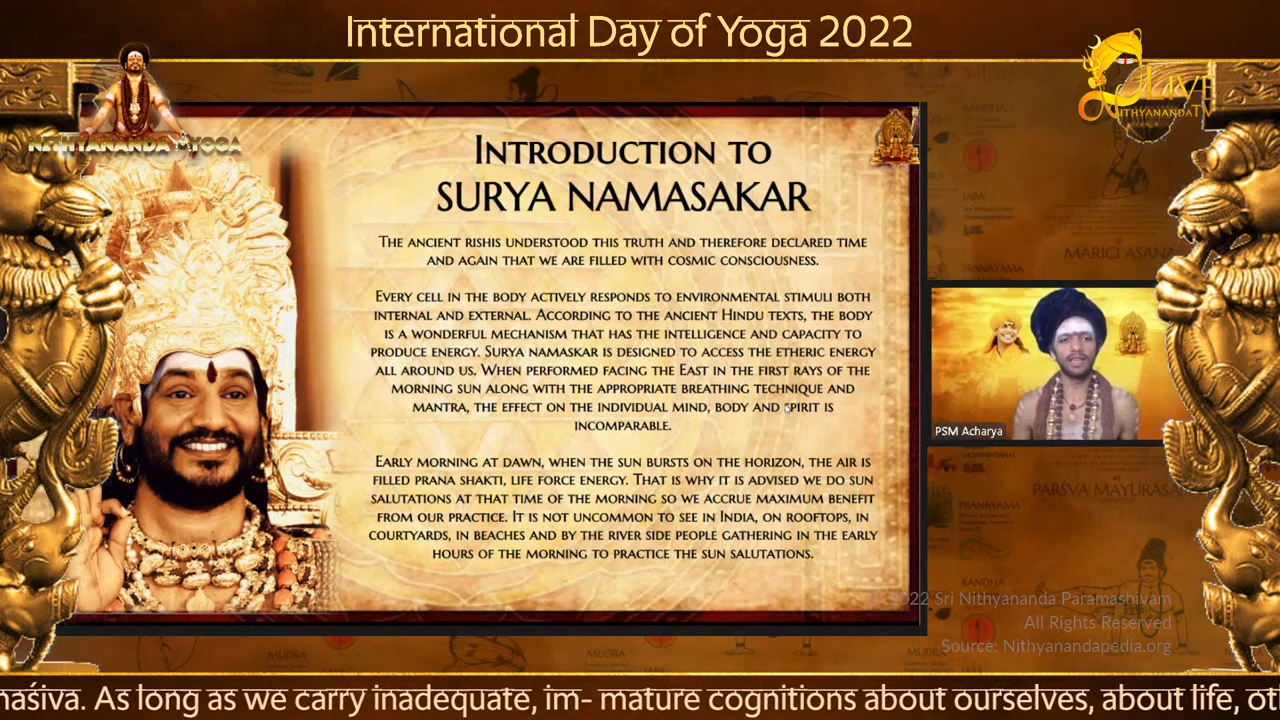 International Day of Yoga 2022
LIVE
NITHYANANDATV
NITHYANANDA YOGA
INTRODUCTION TO
SURYA NAMASAKAR
THE ANCIENT RISHIS UNDERSTOOD THIS TRUTH AND THEREFORE DECLARED TIME
AND AGAIN THAT WE ARE FILLED WITH COSMIC CONSCIOUSNESS.
EVERY CELL IN THE BODY ACTIVELY RESPONDS TO ENVIRONMENTAL STIMULI BOTH
INTERNAL AND EXTERNAL. ACCORDING TO THE ANCIENT HINDU TEXTS, THE BODY
IS A WONDERFUL MECHANISM THAT HAS THE INTELLIGENCE AND CAPACITY TO
PRODUCE ENERGY. SURYA NAMASKAR IS DESIGNED TO ACCESS THE ETHERIC ENERGY
ALL AROUND US. WHEN PERFORMED FACING THE EAST IN THE FIRST RAYS OF THE
MORNING SUN ALONG WITH THE APPROPRIATE BREATHING TECHNIQUE AND
MANTRA, THE EFFECT ON THE INDIVIDUAL MIND, BODY AND SPIRIT IS
INCOMPARABLE.
EARLY MORNING AT DAWN, WHEN THE SUN BURSTS ON THE HORIZON, THE AIR IS
FILLED PRANA SHAKTI, LIFE FORCE ENERGY. THAT IS WHY IT IS ADVISED WE DO SUN
SALUTATIONS AT THAT TIME OF THE MORNING SO WE ACCRUE MAXIMUM BENEFIT
FROM OUR PRACTICE. IT IS NOT UNCOMMON TO SEE IN INDIA, ON ROOFTOPS, IN
COURTYARDS, IN BEACHES AND BY THE RIVER SIDE PEOPLE GATHERING IN THE EARLY
HOURS OF THE MORNING TO PRACTICE THE SUN SALUTATIONS.
MARICI ASANA
PSM Acharya
PARSVA MAYURASA
PRANAYAMA
BANDHA
2022 Sri Nithyananda Paramashivam
All Rights Reserved
Source: Nithyanandapedia.org
MUDRA
MUDRA
MUDRA
naśiva. As long as we carry inadequate, im- mature cognitions about ourselves, about life, ot